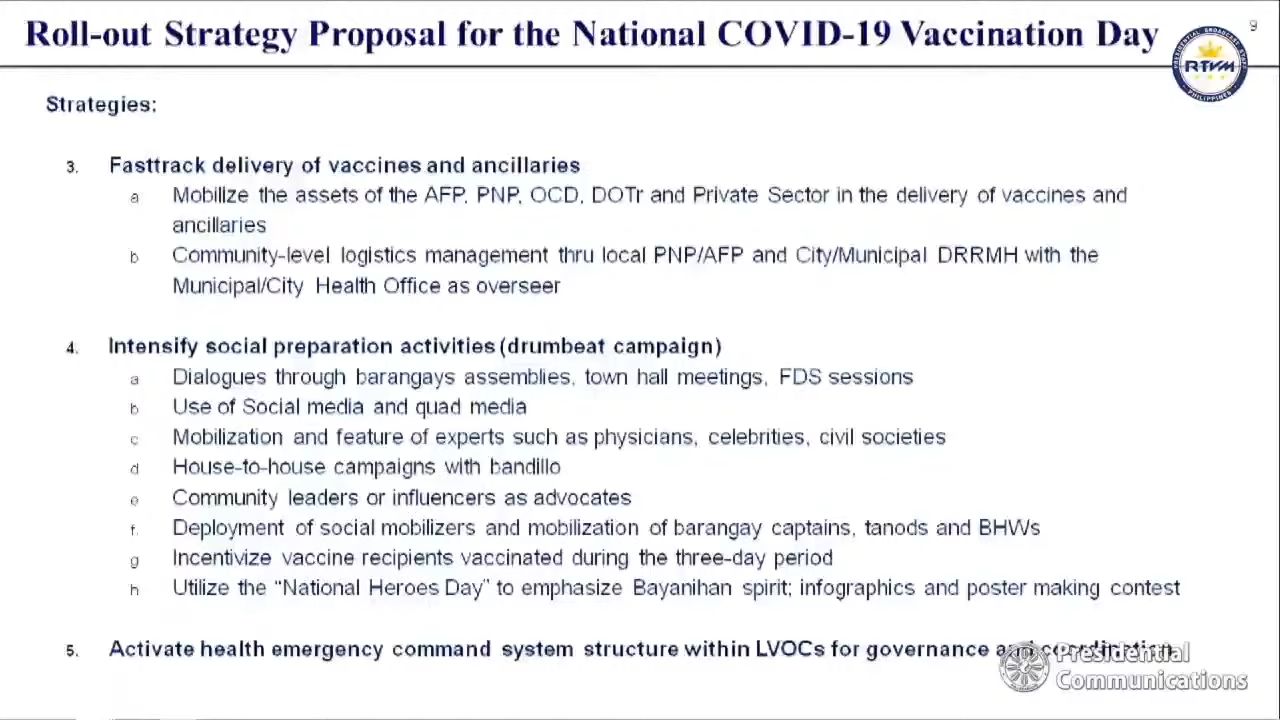 Roll-out Strategy Proposal for the National COVID-19 Vaccination Day
9
PRESIDENTIAL BROADCAST STAFF
RTVM
PHILIPPINES
Strategies:
3. Fasttrack delivery of vaccines and ancillaries
a Mobilize the assets of the AFP, PNP, OCD, DOTr and Private Sector in the delivery of vaccines and
ancillaries
b Community-level logistics management thru local PNP/AFP and City/Municipal DRRMH with the
Municipal/City Health Office as overseer
4. Intensify social preparation activities (drumbeat campaign)
a Dialogues through barangays assemblies, town hall meetings, FDS sessions
b Use of Social media and quad media
c Mobilization and feature of experts such as physicians, celebrities, civil societies
d House-to-house campaigns with bandillo
e Community leaders or influencers as advocates
f. Deployment of social mobilizers and mobilization of barangay captains, tanods and BHWs
g Incentivize vaccine recipients vaccinated during the three-day period
h Utilize the “National Heroes Day” to emphasize Bayanihan spirit; infographics and poster making contest
5. Activate health emergency command system structure within LVOCs for governance and coordination
Presidential
Communications